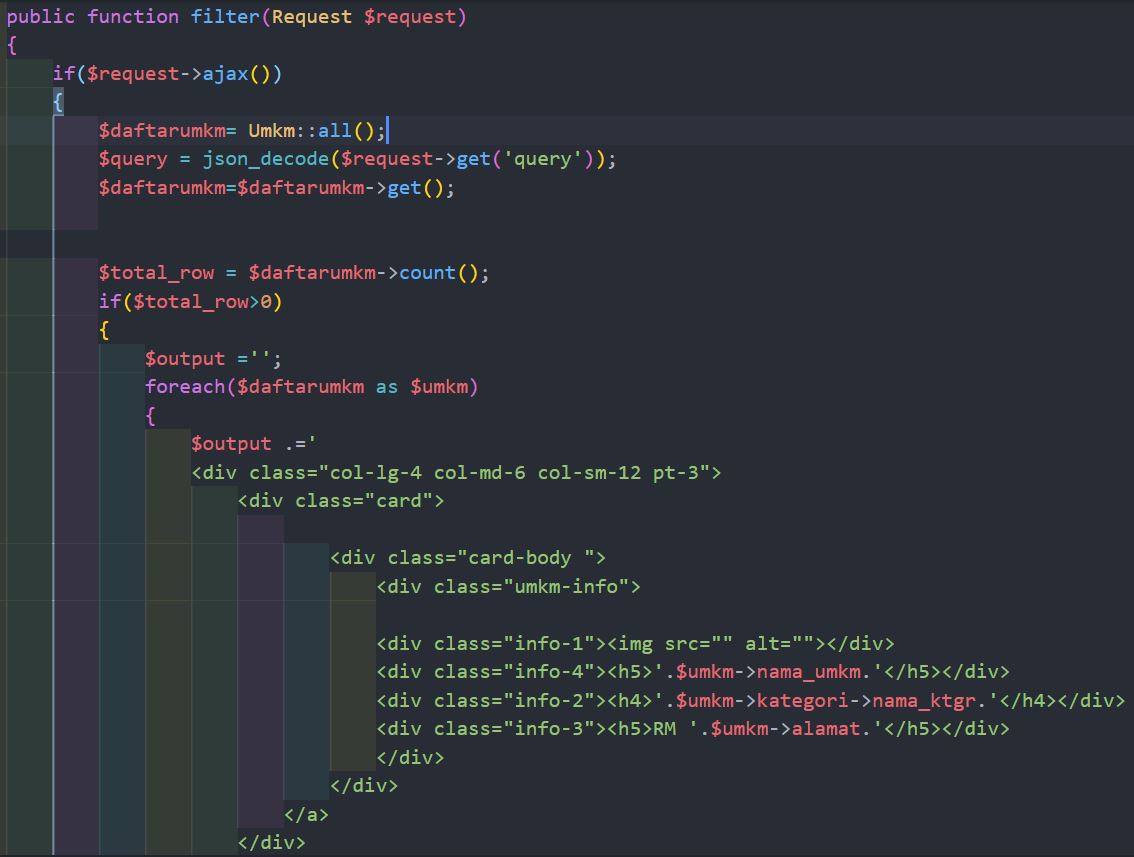 public function filter(Request $request)
{
    if($request->ajax())
    {
        $daftarumkm= Umkm::all();
        $query = json_decode($request->get('query'));
        $daftarumkm=$daftarumkm->get();
        $total_row = $daftarumkm->count();
        if($total_row>0)
        {
            $output ='';
            foreach($daftarumkm as $umkm)
            {
                $output .='
                <div class="col-lg-4 col-md-6 col-sm-12 pt-3">
                    <div class="card">
                            <div class="card-body ">
                                <div class="umkm-info">
                                <div class="info-1"><img src="" alt=""></div>
                                <div class="info-4"><h5>'.$umkm->nama_umkm.'</h5></div>
                                <div class="info-2"><h4>'.$umkm->kategori->nama_ktgr.'</h4></div>
                                <div class="info-3"><h5>RM '.$umkm->alamat.'</h5></div>
                                </div>
                            </div>
                        </a>
                    </div>